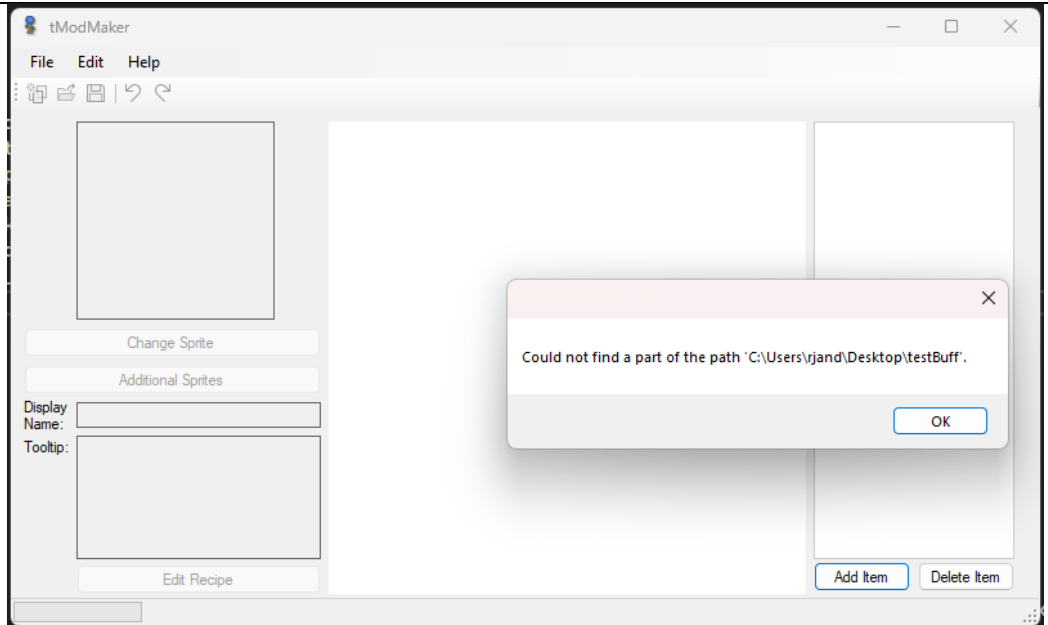 tModMaker
File Edit Help
Change Sprite
Additional Sprites
Display
Name:
Tooltip:
Edit Recipe
Could not find a part of the path 'C:\Users\rjand\Desktop\testBuff'.
OK
Add Item Delete Item